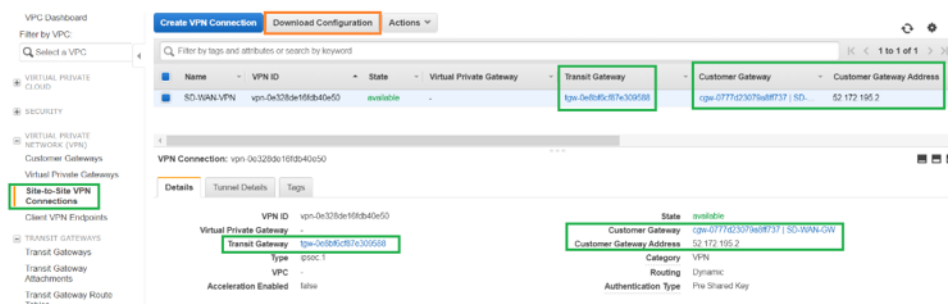 VPC Dashboard
Filter by VPC:
Select a VPC
VIRTUAL PRIVATE
CLOUD
SECURITY
VIRTUAL PRIVATE
NETWORK (VPN)
Customer Gateways
Virtual Private Gateways
Site-to-Site VPN
Connections
Client VPN Endpoints
TRANSIT GATEWAYS
Transit Gateways
Transit Gateway
Attachments
Transit Gateway Route
Create VPN Connection Download Configuration Actions
Filter by tags and attributes or search by keyword
1 to 1 of 1
Name VPN ID State Virtual Private Gateway Transit Gateway Customer Gateway Customer Gateway Address
SD-WAN-VPN vpn-0e328de16fdb40e50 available - tgw-0e8bf6cf87e309588 cgw-0777d23079a8ff737 | SD-... 52.172.195.2
VPN Connection: vpn-0e328de16fdb40e50
Details Tunnel Details Tags
VPN ID vpn-0e328de16fdb40e50 State available
Virtual Private Gateway - Customer Gateway cgw-0777d23079a8ff737 | SD-WAN-GW
Transit Gateway tgw-0e8bf6cf87e309588 Customer Gateway Address 52.172.195.2
Type ipsec.1 Category VPN
VPC - Routing Dynamic
Acceleration Enabled false Authentication Type Pre Shared Key